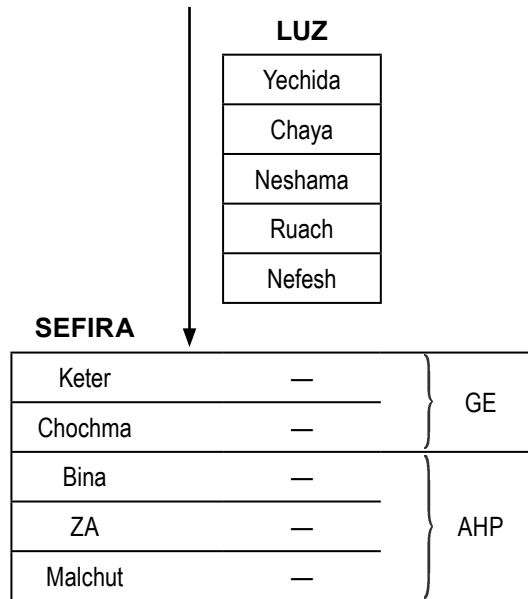 LUZ
Yechida
Chaya
Neshama
Ruach
Nefesh
SEFIRA
Keter —
Chochma —
GE
Bina —
ZA —
Malchut —
AHP